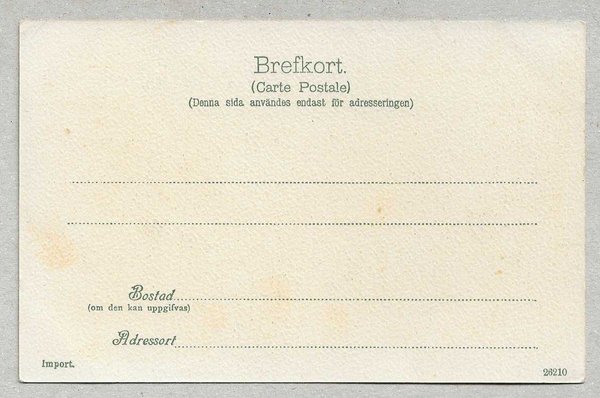 Brefkort.
(Carte Postale)
(Denna sida användes endast för adresseringen)
Bostad
(om den kan uppgifvas)
Adressort
Import.
26210